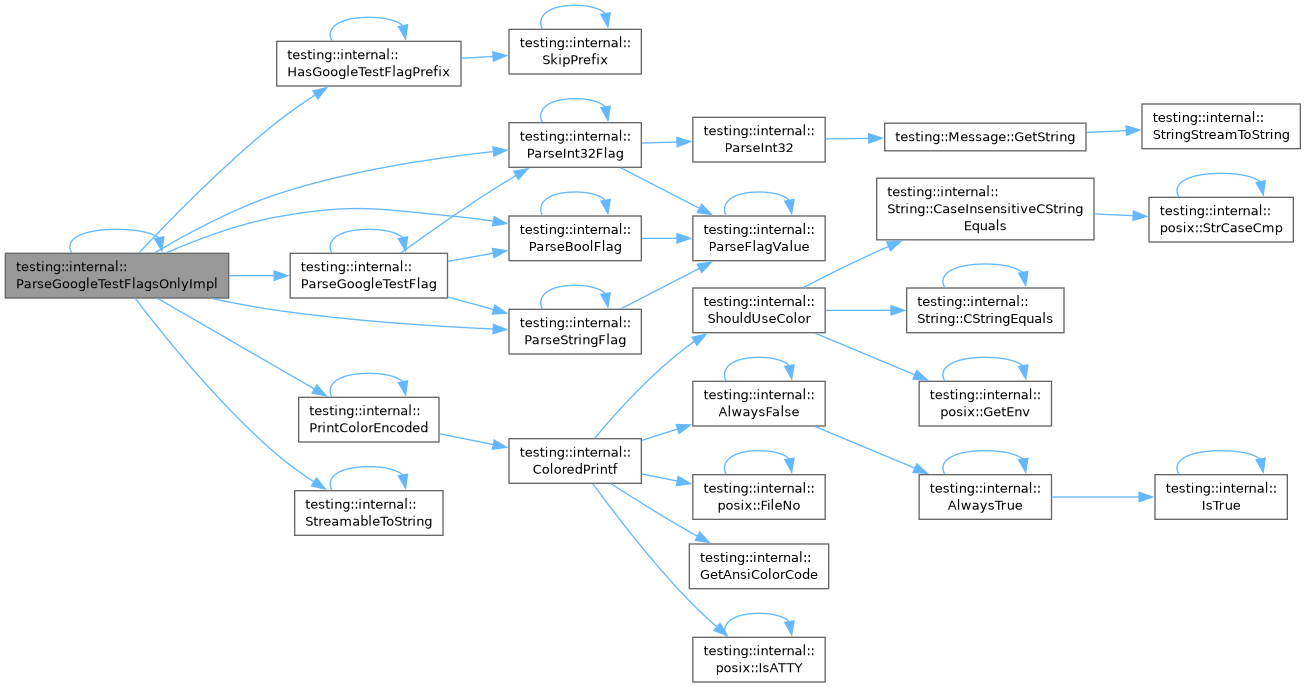 testing::internal::
ParseGoogleTestFlagsOnlyImpl
testing::internal::
HasGoogleTestFlagPrefix
testing::internal::
SkipPrefix
testing::internal::
ParseInt32Flag
testing::internal::
ParseInt32
testing::Message::GetString
testing::internal::
StringStreamToString
testing::internal::
ParseBoolFlag
testing::internal::
ParseFlagValue
testing::internal::
String::CaseInsensitiveCString
Equals
testing::internal::
posix::StrCaseCmp
testing::internal::
ParseGoogleTestFlag
testing::internal::
ParseStringFlag
testing::internal::
ShouldUseColor
testing::internal::
String::CStringEquals
testing::internal::
posix::GetEnv
testing::internal::
PrintColorEncoded
testing::internal::
ColoredPrintf
testing::internal::
AlwaysFalse
testing::internal::
AlwaysTrue
testing::internal::
IsTrue
testing::internal::
posix::FileNo
testing::internal::
StreamableToString
testing::internal::
GetAnsiColorCode
testing::internal::
posix::IsATTY